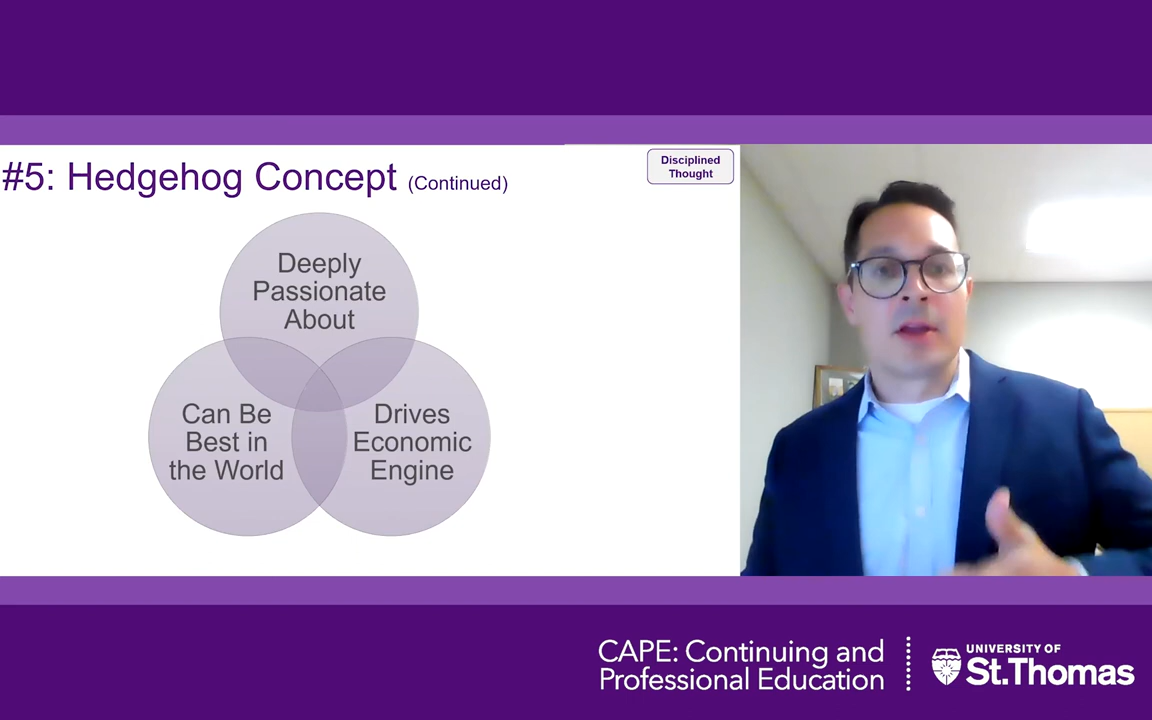 #5: Hedgehog Concept (Continued)
Disciplined
Thought
Deeply
Passionate
About
Can Be
Best in
the World
Drives
Economic
Engine
CAPE: Continuing and
Professional Education
UNIVERSITY OF
St.Thomas